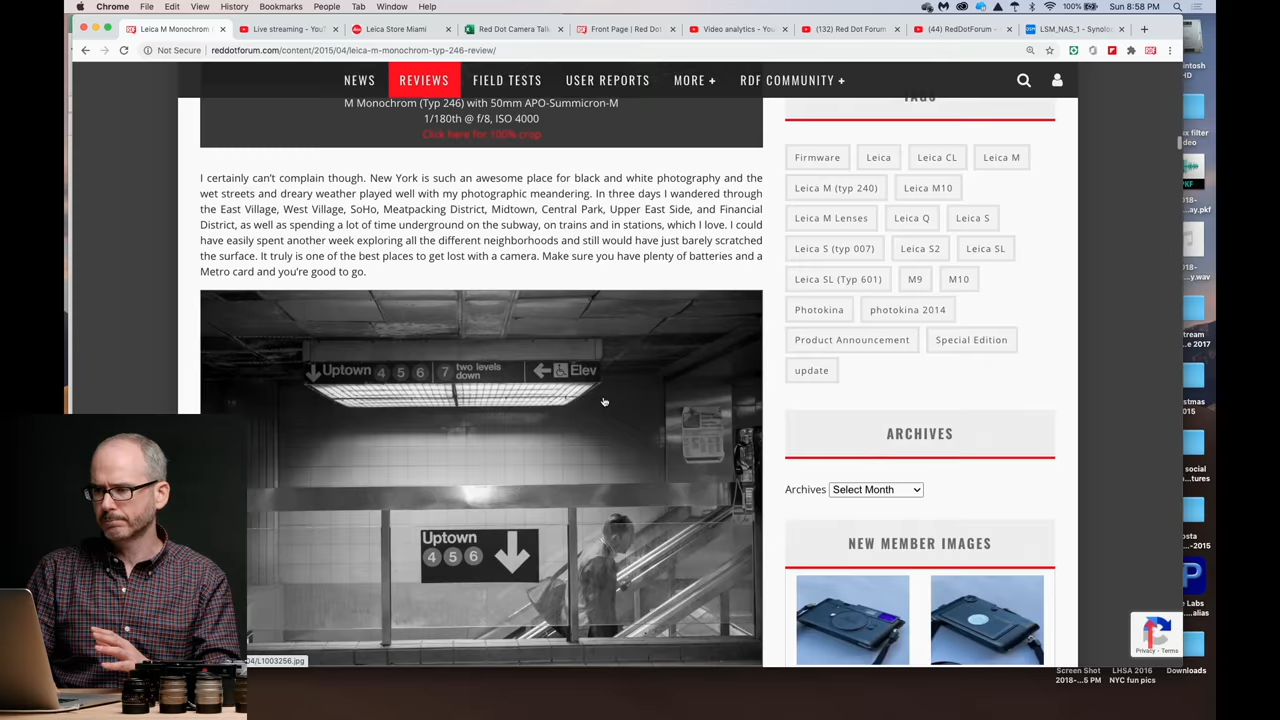 Chrome File Edit View History Bookmarks People Tab Window Help 100% Sun 8:58 PM
Leica M Monochrom Live streaming - You Leica Store Miami Red Dot Camera Talk Front Page | Red Dot Video analytics - You (132) Red Dot Forum (44) RedDotForum - LSM_NAS_1 - Synolo
Not Secure reddotforum.com/content/2015/04/leica-m-monochrom-typ-246-review/
NEWS REVIEWS FIELD TESTS USER REPORTS MORE + RDF COMMUNITY +
M Monochrom (Typ 246) with 50mm APO-Summicron-M
1/180th @ f/8, ISO 4000
Click here for 100% crop
I certainly can't complain though. New York is such an awesome place for black and white photography and the
wet streets and dreary weather played well with my photographic meandering. In three days I wandered through
the East Village, West Village, SoHo, Meatpacking District, Midtown, Central Park, Upper East Side, and Financial
District, as well as spending a lot of time underground on the subway, on trains and in stations, which I love. I could
have easily spent another week exploring all the different neighborhoods and still would have just barely scratched
the surface. It truly is one of the best places to get lost with a camera. Make sure you have plenty of batteries and a
Metro card and you're good to go.
Uptown 4 5 6 7 two levels down Elev
Uptown
4 5 6
04/L1003256.jpg
TAGS
Firmware Leica Leica CL Leica M
Leica M (typ 240) Leica M10
Leica M Lenses Leica Q Leica S
Leica S (typ 007) Leica S2 Leica SL
Leica SL (Typ 601) M9 M10
Photokina photokina 2014
Product Announcement Special Edition
update
ARCHIVES
Archives Select Month
NEW MEMBER IMAGES
Privacy - Terms
Screen Shot
2018-...5 PM
LHSA 2016
NYC fun pics
Downloads